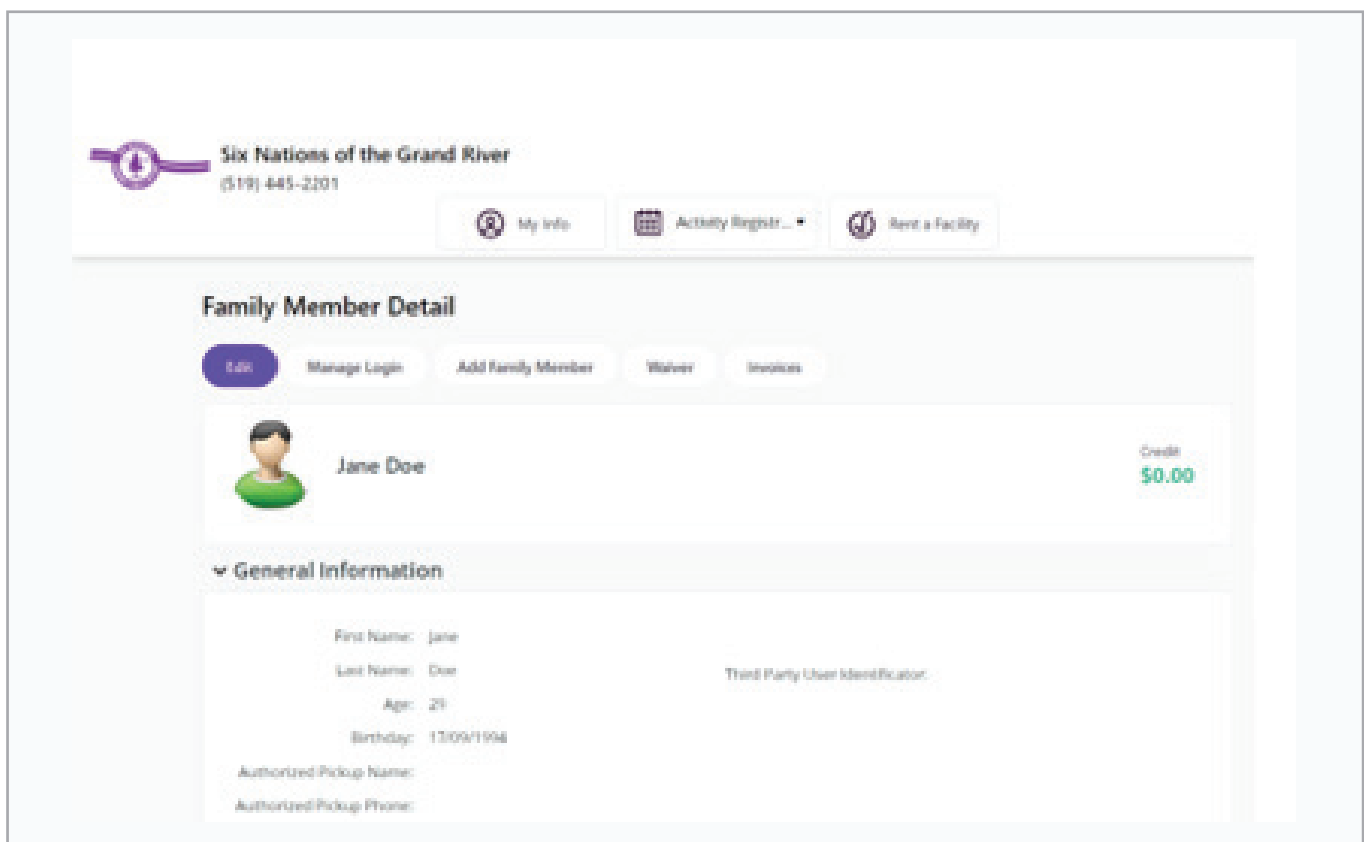 Six Nations of the Grand River
(519) 445-2201
My Info Activity Registr... Rent a Facility
Family Member Detail
Edit Manage Login Add Family Member Waiver Invoices
Jane Doe
Credit
$0.00
General Information
First Name: Jane
Last Name: Doe
Third Party User Identificator:
Age: 29
Birthday: 17/09/1994
Authorized Pickup Name:
Authorized Pickup Phone: